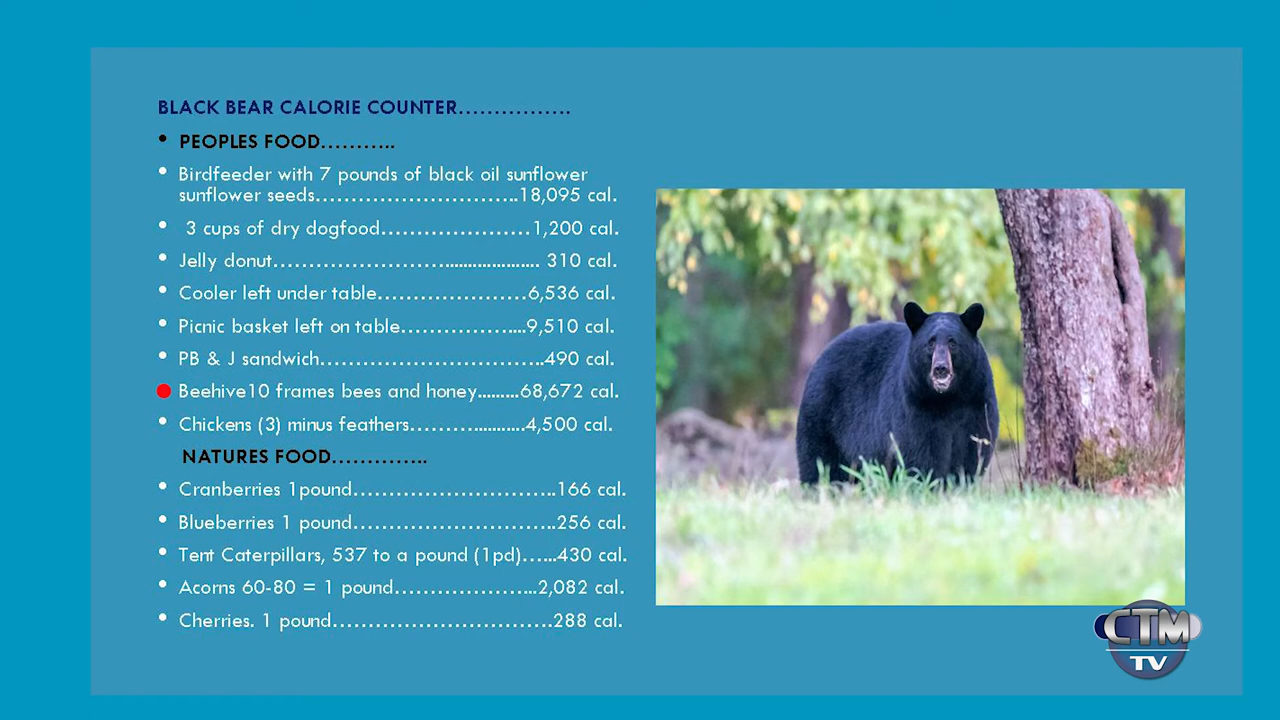 BLACK BEAR CALORIE COUNTER................
• PEOPLES FOOD...........
• Birdfeeder with 7 pounds of black oil sunflower
sunflower seeds..............................18,095 cal.
• 3 cups of dry dogfood.....................1,200 cal.
• Jelly donut............................................ 310 cal.
• Cooler left under table.....................6,536 cal.
• Picnic basket left on table...................9,510 cal.
• PB & J sandwich................................490 cal.
• Beehive10 frames bees and honey.........68,672 cal.
• Chickens (3) minus feathers.....................4,500 cal.
NATURES FOOD.............
• Cranberries 1pound.............................166 cal.
• Blueberries 1 pound.............................256 cal.
• Tent Caterpillars, 537 to a pound (1pd)......430 cal.
• Acorns 60-80 = 1 pound.....................2,082 cal.
• Cherries. 1 pound...............................288 cal.
CTM
TV